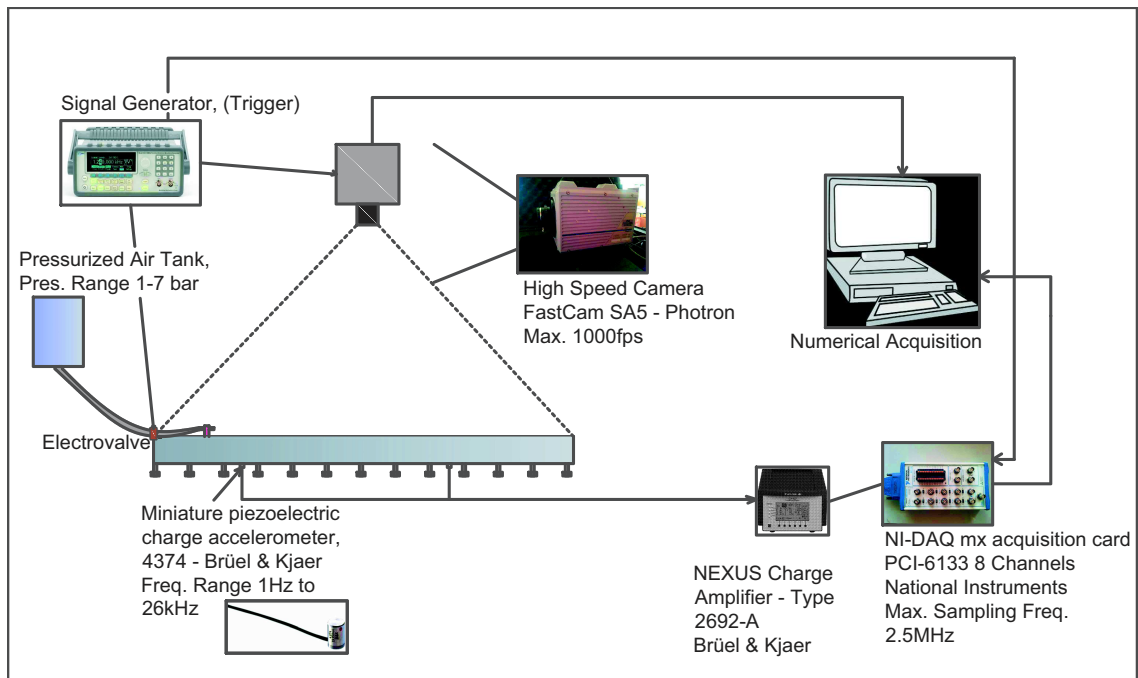 Signal Generator, (Trigger)
Pressurized Air Tank,
Pres. Range 1-7 bar
High Speed Camera
FastCam SA5 - Photron
Max. 1000fps
Numerical Acquisition
Electrovalve
Miniature piezoelectric
charge accelerometer,
4374 - Brüel & Kjaer
Freq. Range 1Hz to
26kHz
NEXUS Charge
Amplifier - Type
2692-A
Brüel & Kjaer
NI-DAQ mx acquisition card
PCI-6133 8 Channels
National Instruments
Max. Sampling Freq.
2.5MHz